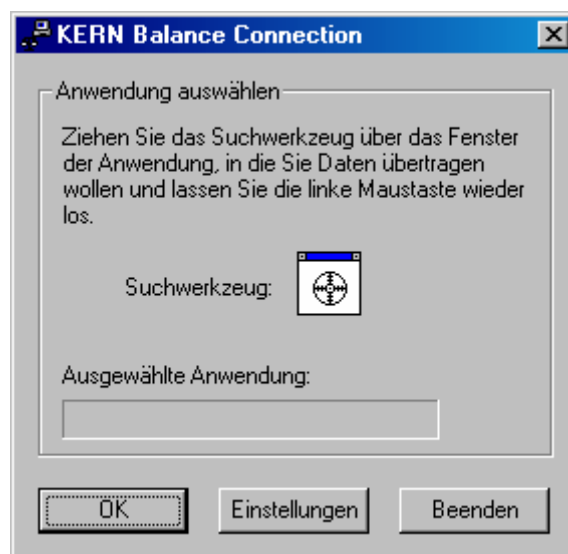 KERN Balance Connection
Anwendung auswählen
Ziehen Sie das Suchwerkzeug über das Fenster
der Anwendung, in die Sie Daten übertragen
wollen und lassen Sie die linke Maustaste wieder
los.
Suchwerkzeug:
Ausgewählte Anwendung:
OK Einstellungen Beenden